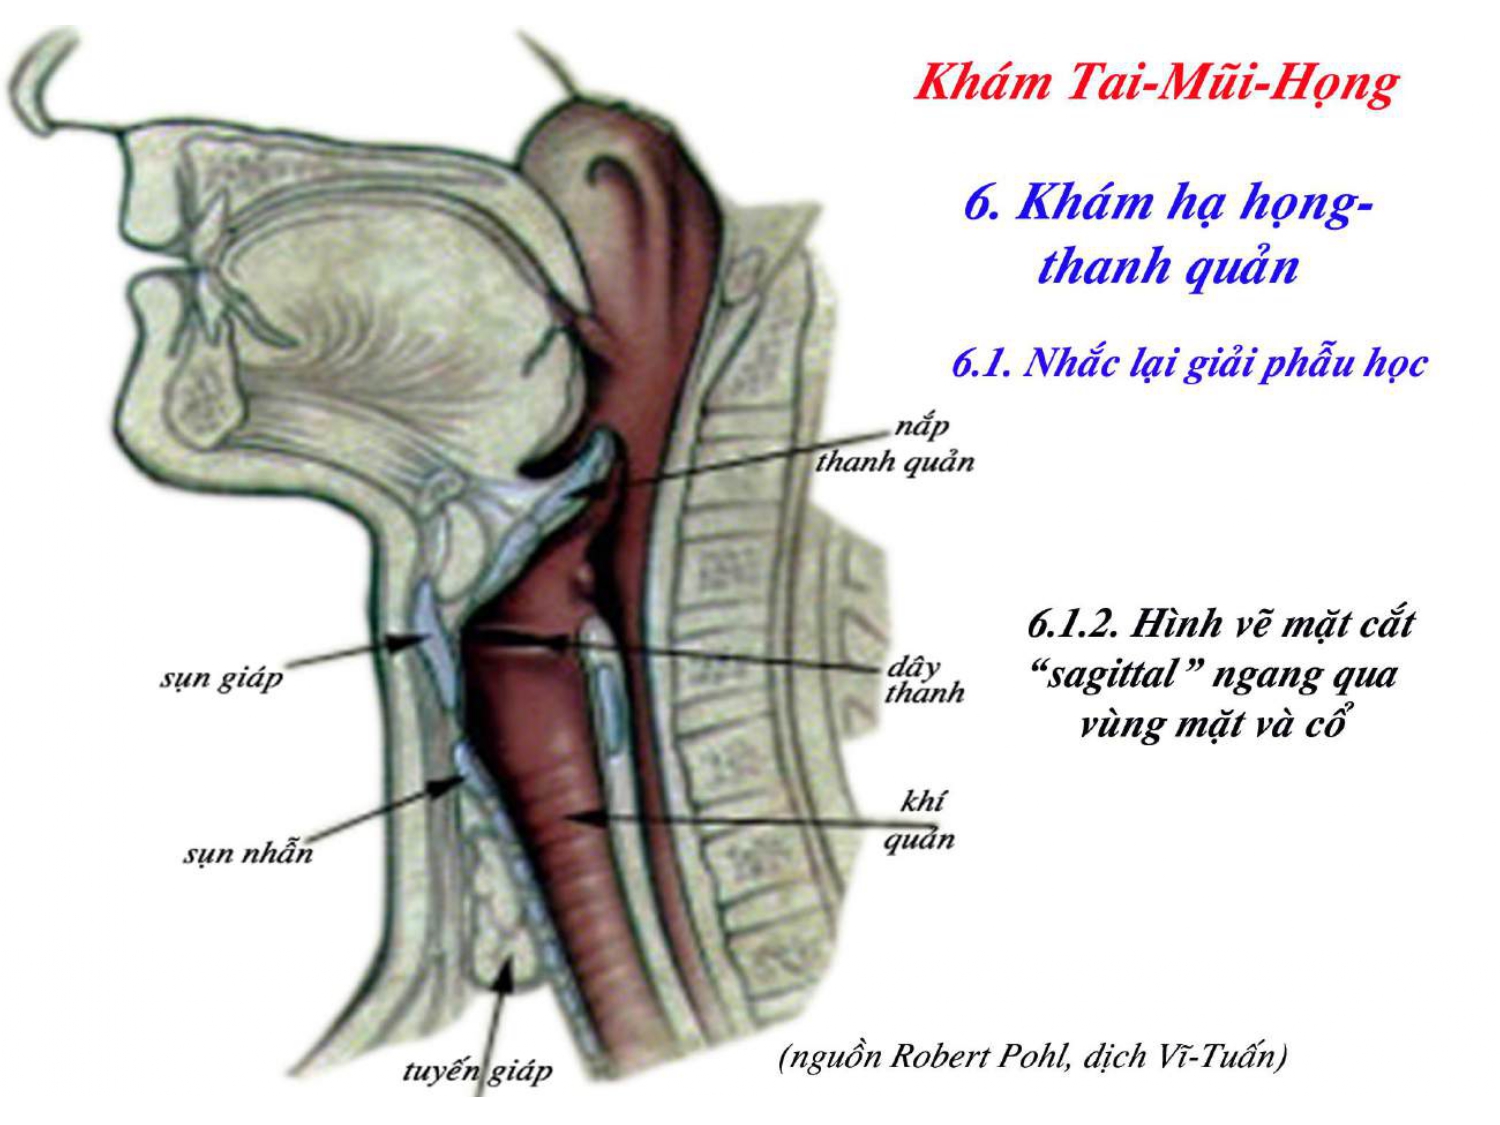 Khám Tai-Mũi-Họng
6. Khám hạ họng-
thanh quản
6.1. Nhắc lại giải phẫu học
nắp
thanh quản
6.1.2. Hình vẽ mặt cắt
“sagittal” ngang qua
vùng mặt và cổ
sụn giáp
dây
thanh
khí
quản
sụn nhẫn
tuyến giáp
(nguồn Robert Pohl, dịch Vĩ-Tuấn)